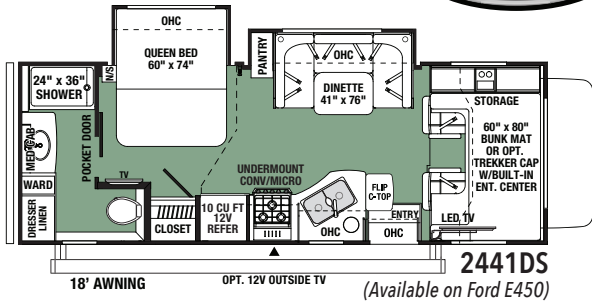 OHC
QUEEN BED
60" x 74"
N/S
PANTRY
OHC
DINETTE
41" x 76"
24" x 36"
SHOWER
MED CAB
POCKET DOOR
WARD
DRESSER
LINEN
TV
CLOSET
10 CU FT
12V
REFER
UNDERMOUNT
CONV/MICRO
OHC
FLIP
C-TOP
ENTRY
OHC
STORAGE
60" x 80"
BUNK MAT
OR OPT.
TREKKER CAP
W/BUILT-IN
ENT. CENTER
LED TV
18' AWNING
OPT. 12V OUTSIDE TV
2441DS
(Available on Ford E450)